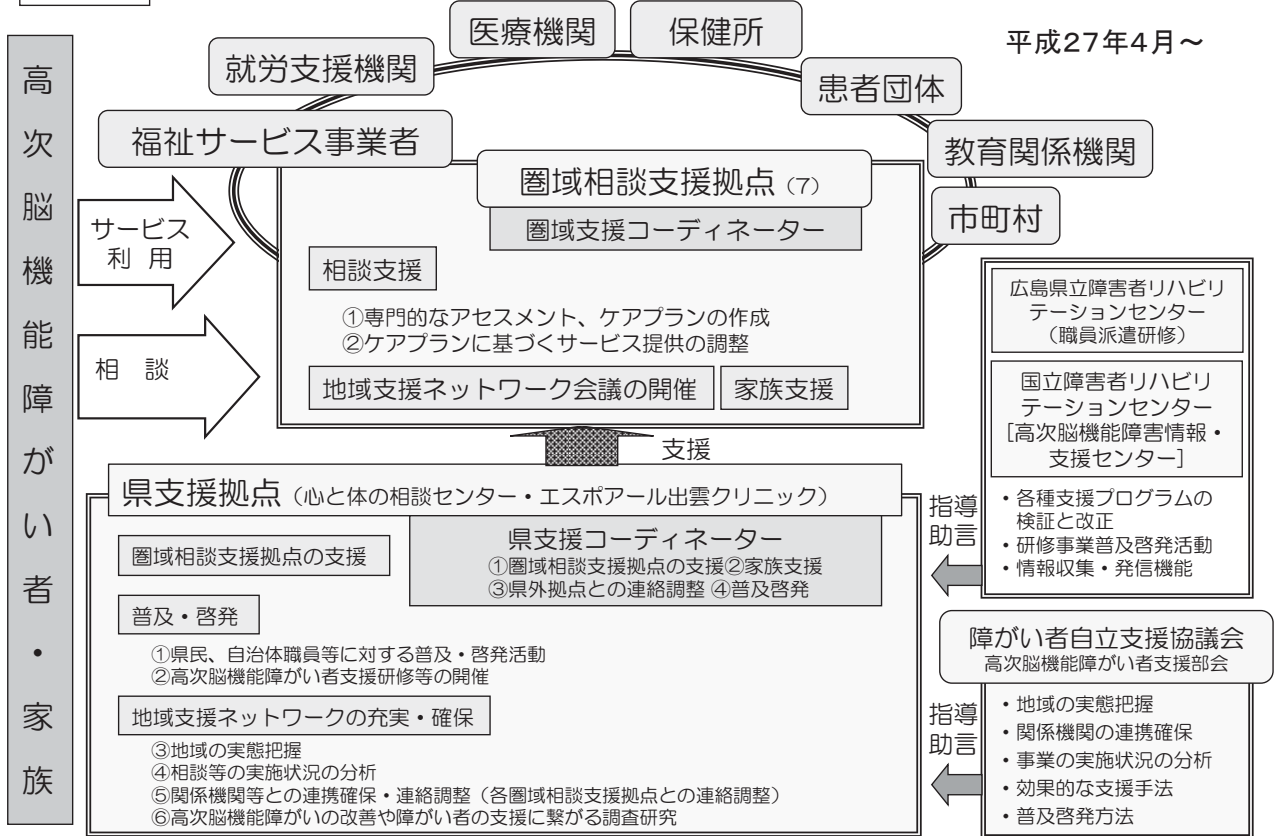 平成27年4月～
医療機関
保健所
就労支援機関
患者団体
福祉サービス事業者
教育関係機関
市町村
高次脳機能障がい者・家族
サービス
利 用
相 談
圏域相談支援拠点（7）
圏域支援コーディネーター
相談支援
①専門的なアセスメント、ケアプランの作成
②ケアプランに基づくサービス提供の調整
地域支援ネットワーク会議の開催
家族支援
支援
県支援拠点（心と体の相談センター・エスポアール出雲クリニック）
県支援コーディネーター
①圏域相談支援拠点の支援②家族支援
③県外拠点との連絡調整 ④普及啓発
圏域相談支援拠点の支援
普及・啓発
①県民、自治体職員等に対する普及・啓発活動
②高次脳機能障がい者支援研修等の開催
地域支援ネットワークの充実・確保
③地域の実態把握
④相談等の実施状況の分析
⑤関係機関等との連携確保・連絡調整（各圏域相談支援拠点との連絡調整）
⑥高次脳機能障がいの改善や障がい者の支援に繋がる調査研究
広島県立障害者リハビリ
テーションセンター
（職員派遣研修）
国立障害者リハビリ
テーションセンター
［高次脳機能障害情報・
支援センター］
・各種支援プログラムの
検証と改正
・研修事業普及啓発活動
・情報収集・発信機能
指導
助言
障がい者自立支援協議会
高次脳機能障がい者支援部会
・地域の実態把握
・関係機関の連携確保
・事業の実施状況の分析
・効果的な支援手法
・普及啓発方法
指導
助言